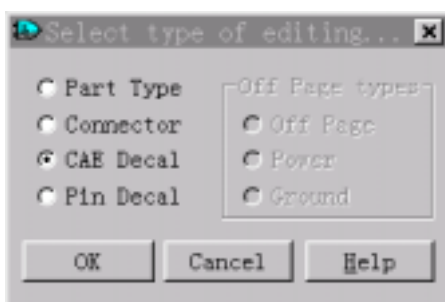 Select type of editing...
Part Type
Connector
CAE Decal
Pin Decal
Off Page types
Off Page
Power
Ground
OK
Cancel
Help